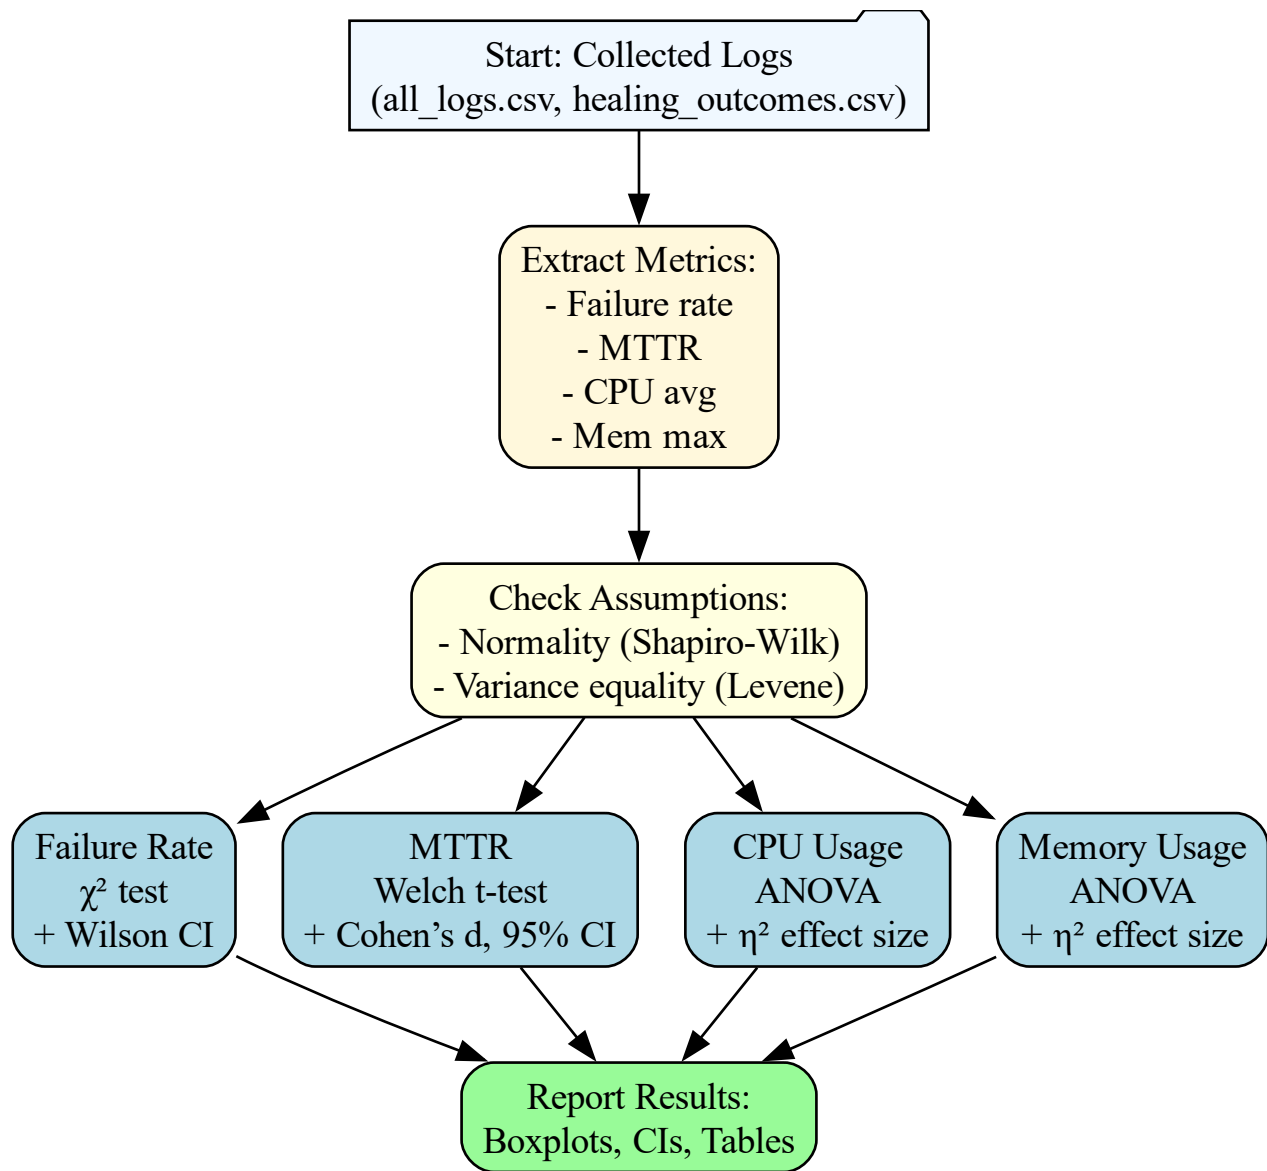 Start: Collected Logs
(all_logs.csv, healing_outcomes.csv)
Extract Metrics:
- Failure rate
- MTTR
- CPU avg
- Mem max
Check Assumptions:
- Normality (Shapiro-Wilk)
- Variance equality (Levene)
Failure Rate
χ² test
+ Wilson CI
MTTR
Welch t-test
+ Cohen’s d, 95% CI
CPU Usage
ANOVA
+ η² effect size
Memory Usage
ANOVA
+ η² effect size
Report Results:
Boxplots, CIs, Tables